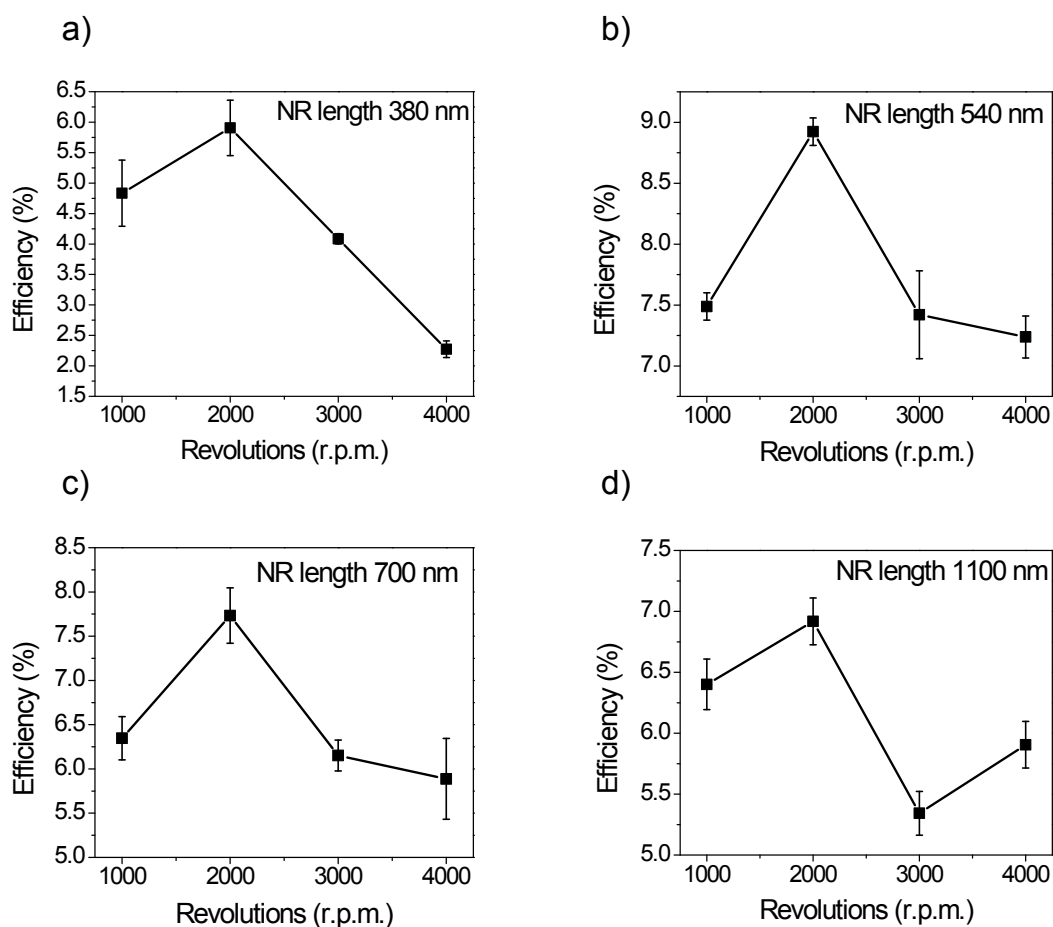 a)
NR length 380 nm
6.5
6.0
5.5
5.0
4.5
4.0
3.5
3.0
2.5
2.0
1.5
Efficiency (%)
1000 2000 3000 4000
Revolutions (r.p.m.)
b)
NR length 540 nm
9.0
8.5
8.0
7.5
7.0
Efficiency (%)
1000 2000 3000 4000
Revolutions (r.p.m.)
c)
NR length 700 nm
8.5
8.0
7.5
7.0
6.5
6.0
5.5
5.0
Efficiency (%)
1000 2000 3000 4000
Revolutions (r.p.m.)
d)
NR length 1100 nm
7.5
7.0
6.5
6.0
5.5
5.0
Efficiency (%)
1000 2000 3000 4000
Revolutions (r.p.m.)